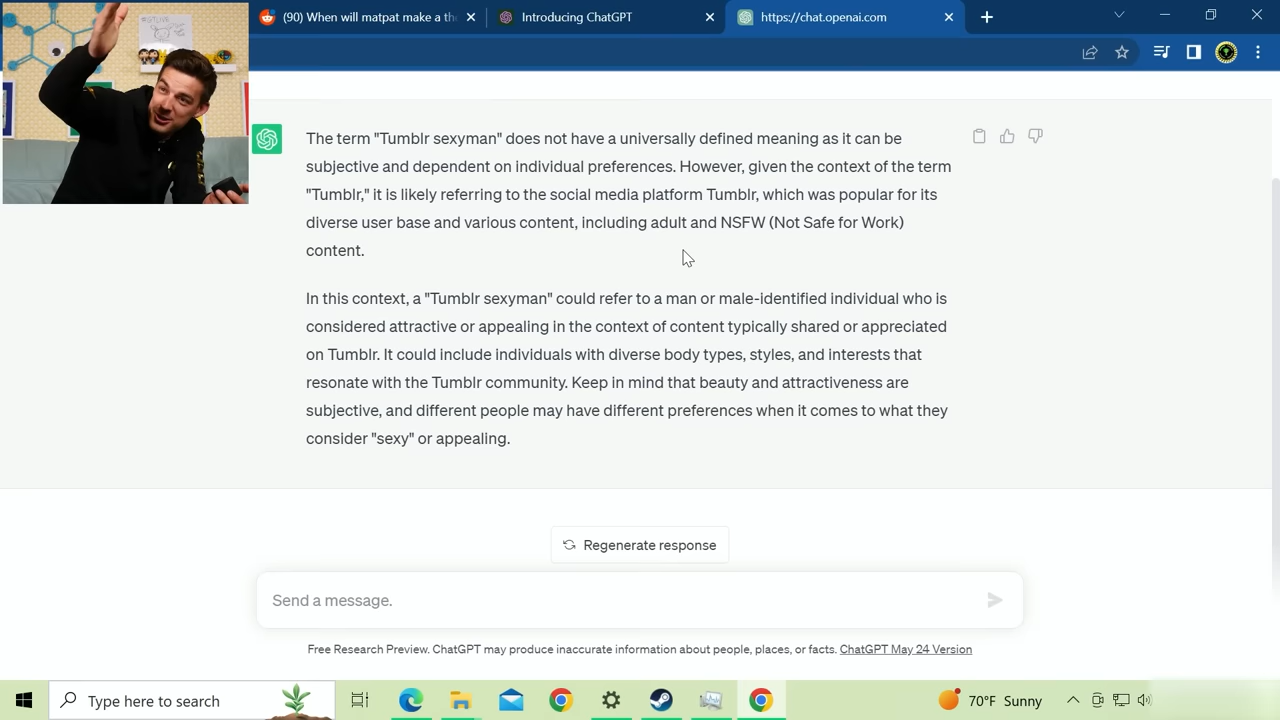 (90) When will matpat make a the
Introducing ChatGPT
https://chat.openai.com
The term "Tumblr sexyman" does not have a universally defined meaning as it can be
subjective and dependent on individual preferences. However, given the context of the term
"Tumblr," it is likely referring to the social media platform Tumblr, which was popular for its
diverse user base and various content, including adult and NSFW (Not Safe for Work)
content.
In this context, a "Tumblr sexyman" could refer to a man or male-identified individual who is
considered attractive or appealing in the context of content typically shared or appreciated
on Tumblr. It could include individuals with diverse body types, styles, and interests that
resonate with the Tumblr community. Keep in mind that beauty and attractiveness are
subjective, and different people may have different preferences when it comes to what they
consider "sexy" or appealing.
Regenerate response
Send a message.
Free Research Preview. ChatGPT may produce inaccurate information about people, places, or facts. ChatGPT May 24 Version
Type here to search
70°F Sunny